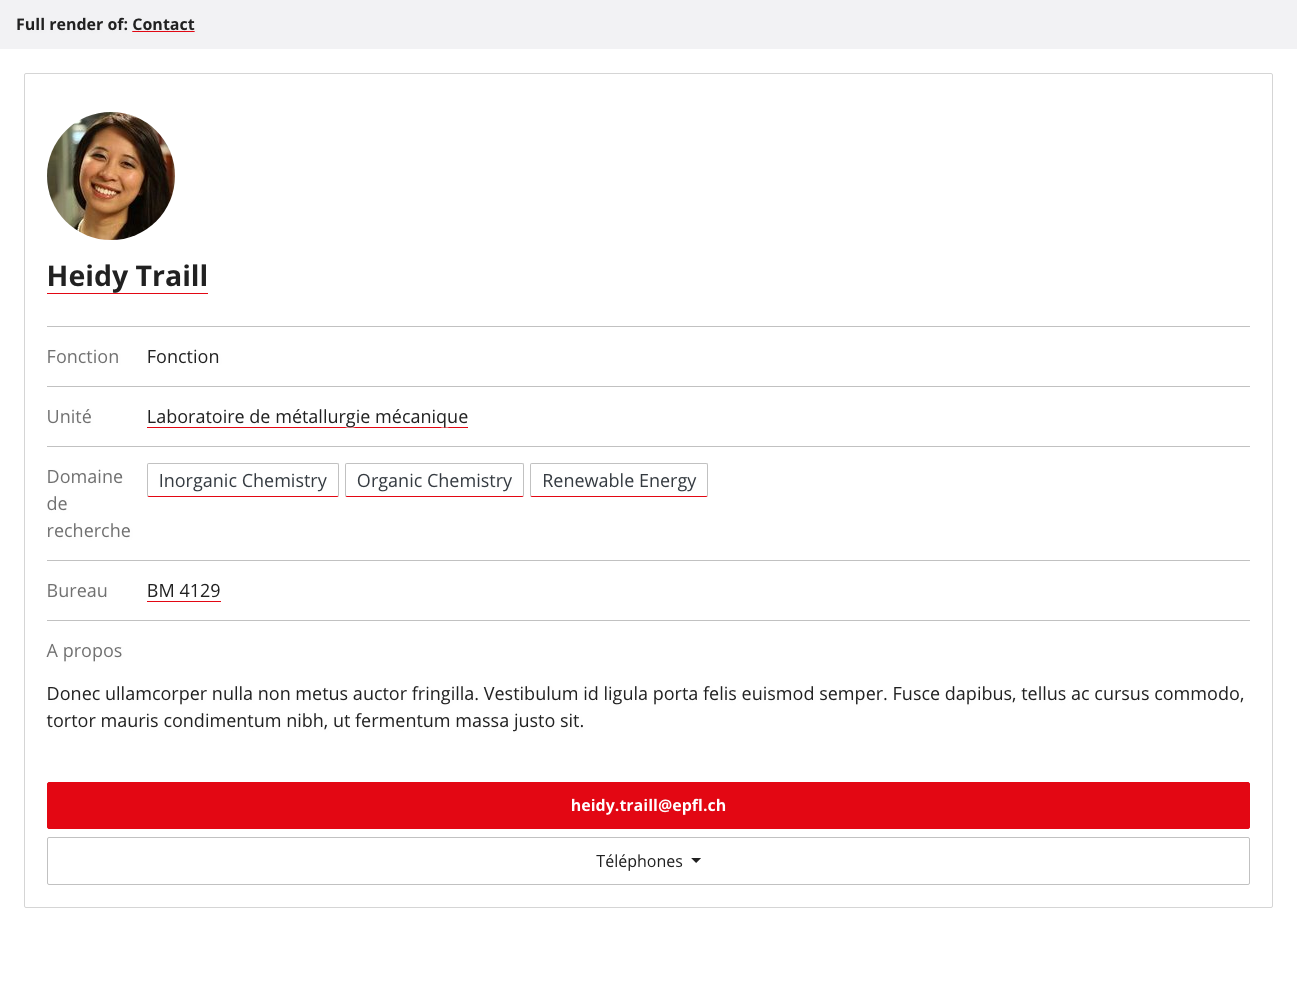 Full render of: Contact
Heidy Traill
Fonction Fonction
Unité Laboratoire de métallurgie mécanique
Domaine de recherche Inorganic Chemistry Organic Chemistry Renewable Energy
Bureau BM 4129
A propos
Donec ullamcorper nulla non metus auctor fringilla. Vestibulum id ligula porta felis euismod semper. Fusce dapibus, tellus ac cursus commodo,
tortor mauris condimentum nibh, ut fermentum massa justo sit.
heidy.traill@epfl.ch
Téléphones